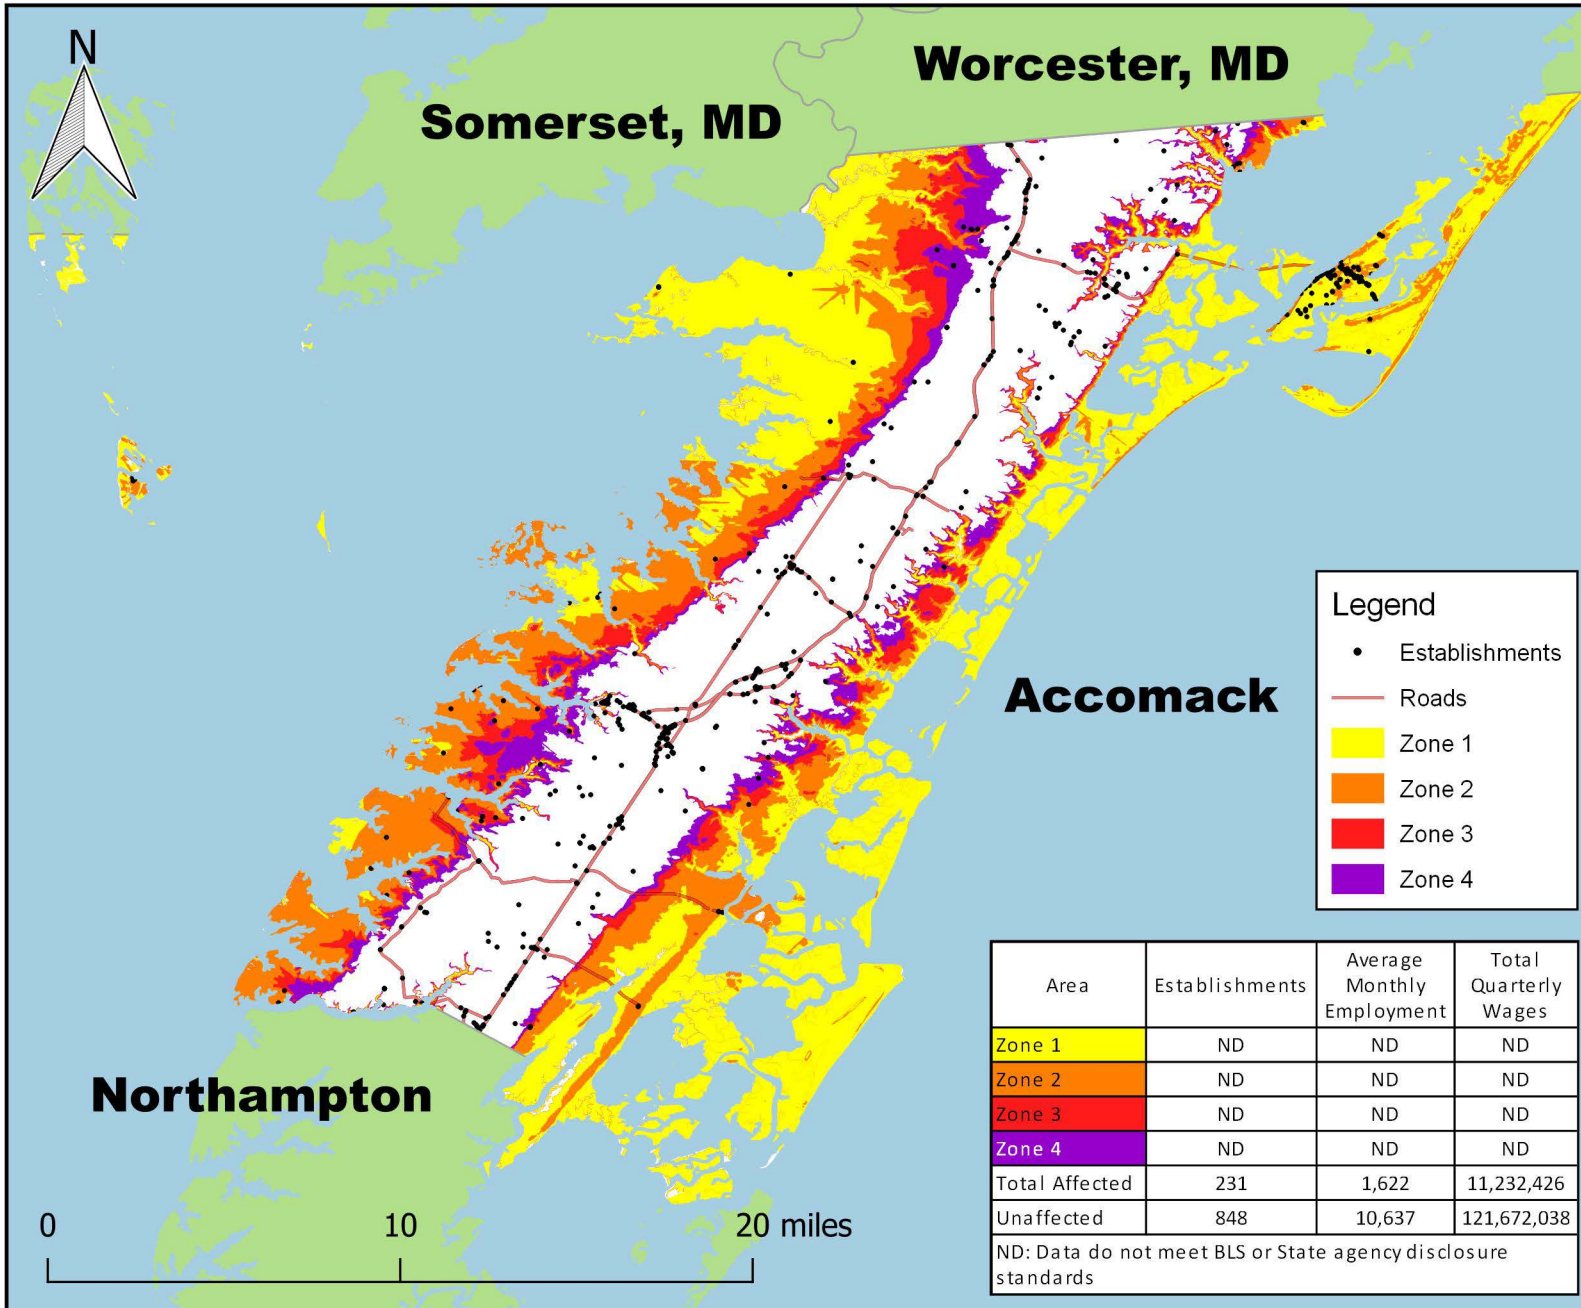 N
Worcester, MD
Somerset, MD
Accomack
Northampton
Legend
Establishments
Roads
Zone 1
Zone 2
Zone 3
Zone 4
0 10 20 miles
Area Establishments Average Monthly Employment Total Quarterly Wages
Zone 1 ND ND ND
Zone 2 ND ND ND
Zone 3 ND ND ND
Zone 4 ND ND ND
Total Affected 231 1,622 11,232,426
Unaffected 848 10,637 121,672,038
ND: Data do not meet BLS or State agency disclosure
standards